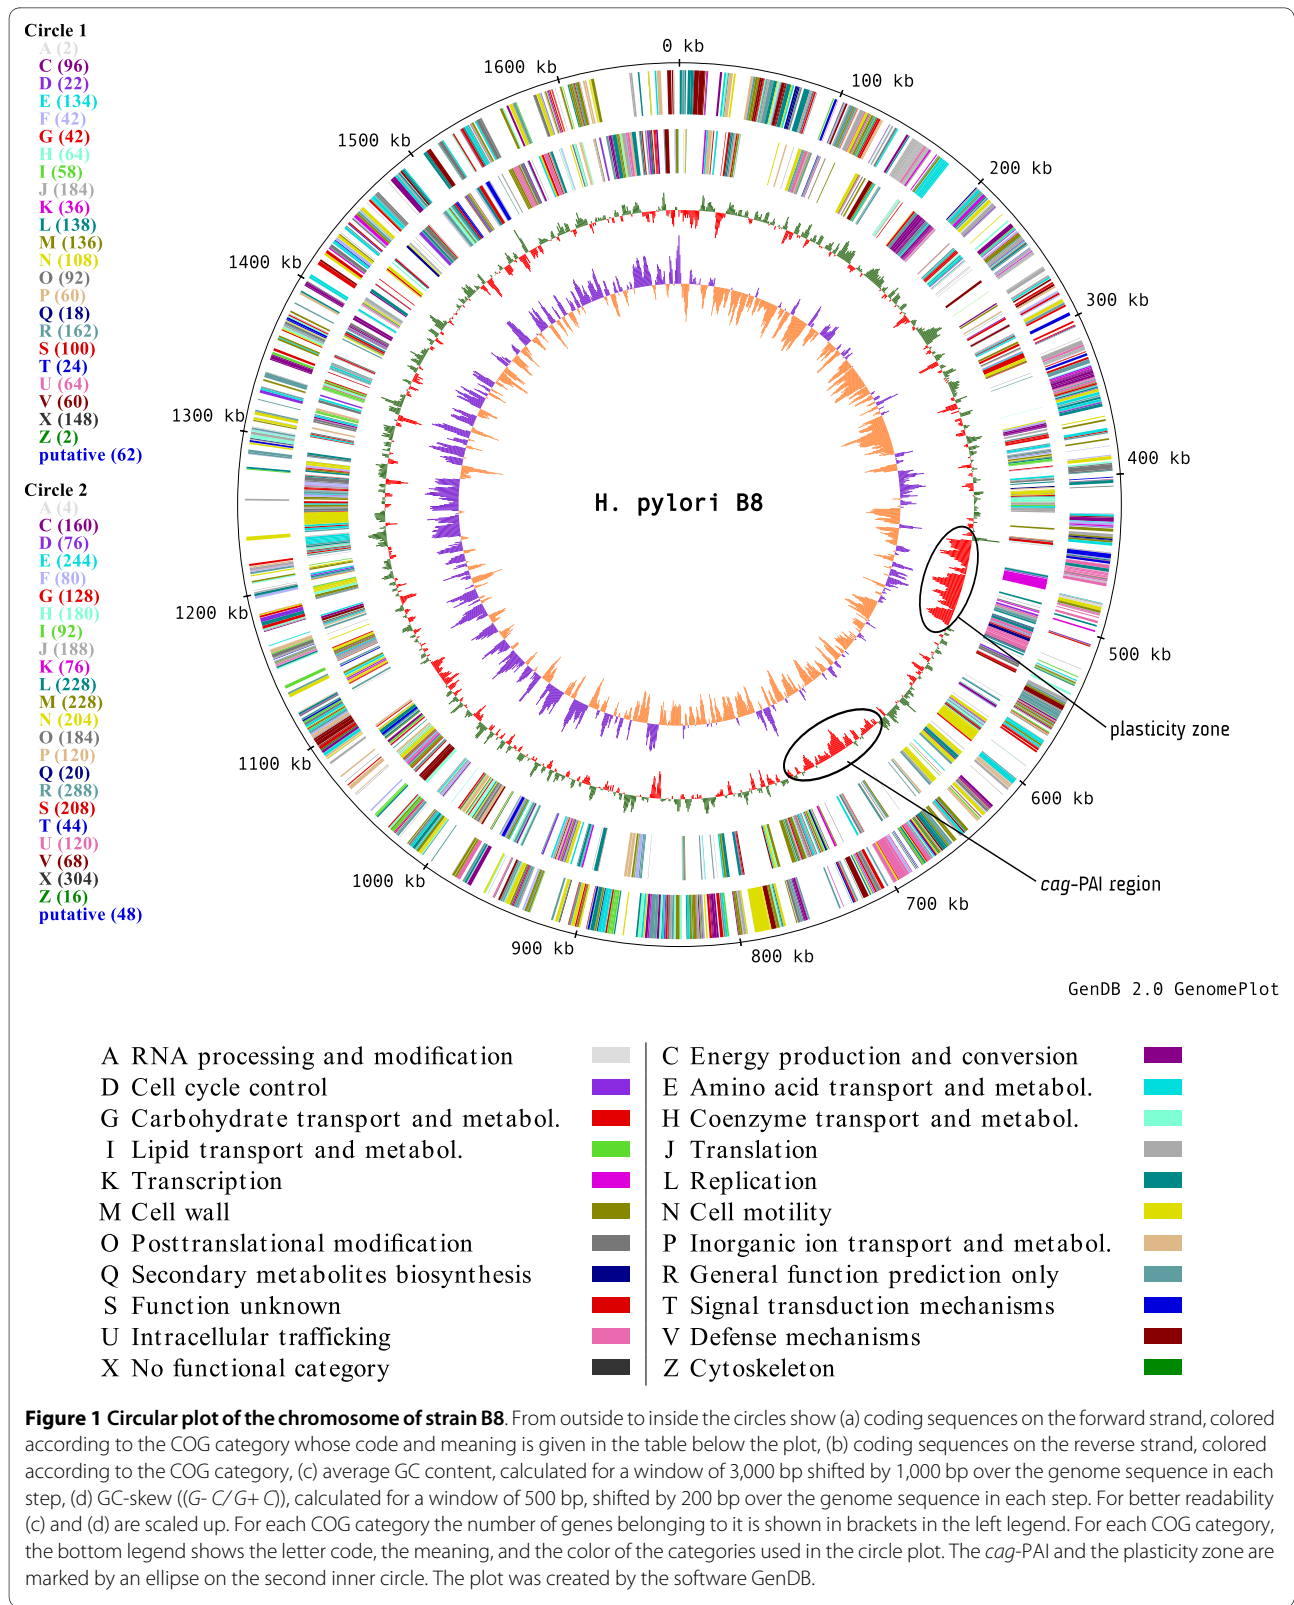 Circle 1
A (2)
C (96)
D (22)
E (134)
F (42)
G (42)
H (64)
I (58)
J (184)
K (36)
L (138)
M (136)
N (108)
O (92)
P (60)
Q (18)
R (162)
S (100)
T (24)
U (64)
V (60)
X (148)
Z (2)
putative (62)
Circle 2
A (4)
C (160)
D (76)
E (244)
F (80)
G (128)
H (180)
I (92)
J (188)
K (76)
L (228)
M (228)
N (204)
O (184)
P (120)
Q (20)
R (288)
S (208)
T (44)
U (120)
V (68)
X (304)
Z (16)
putative (48)
0 kb
100 kb
200 kb
300 kb
400 kb
500 kb
600 kb
700 kb
800 kb
900 kb
1000 kb
1100 kb
1200 kb
1300 kb
1400 kb
1500 kb
1600 kb
H. pylori B8
plasticity zone
cag-PAI region
GenDB 2.0 GenomePlot
A RNA processing and modification
C Energy production and conversion
D Cell cycle control
E Amino acid transport and metabol.
G Carbohydrate transport and metabol.
H Coenzyme transport and metabol.
I Lipid transport and metabol.
J Translation
K Transcription
L Replication
M Cell wall
N Cell motility
O Posttranslational modification
P Inorganic ion transport and metabol.
Q Secondary metabolites biosynthesis
R General function prediction only
S Function unknown
T Signal transduction mechanisms
U Intracellular trafficking
V Defense mechanisms
X No functional category
Z Cytoskeleton
Figure 1 Circular plot of the chromosome of strain B8. From outside to inside the circles show (a) coding sequences on the forward strand, colored
according to the COG category whose code and meaning is given in the table below the plot, (b) coding sequences on the reverse strand, colored
according to the COG category, (c) average GC content, calculated for a window of 3,000 bp shifted by 1,000 bp over the genome sequence in each
step, (d) GC-skew ((G- C/G+ C)), calculated for a window of 500 bp, shifted by 200 bp over the genome sequence in each step. For better readability
(c) and (d) are scaled up. For each COG category the number of genes belonging to it is shown in brackets in the left legend. For each COG category,
the bottom legend shows the letter code, the meaning, and the color of the categories used in the circle plot. The cag-PAI and the plasticity zone are
marked by an ellipse on the second inner circle. The plot was created by the software GenDB.